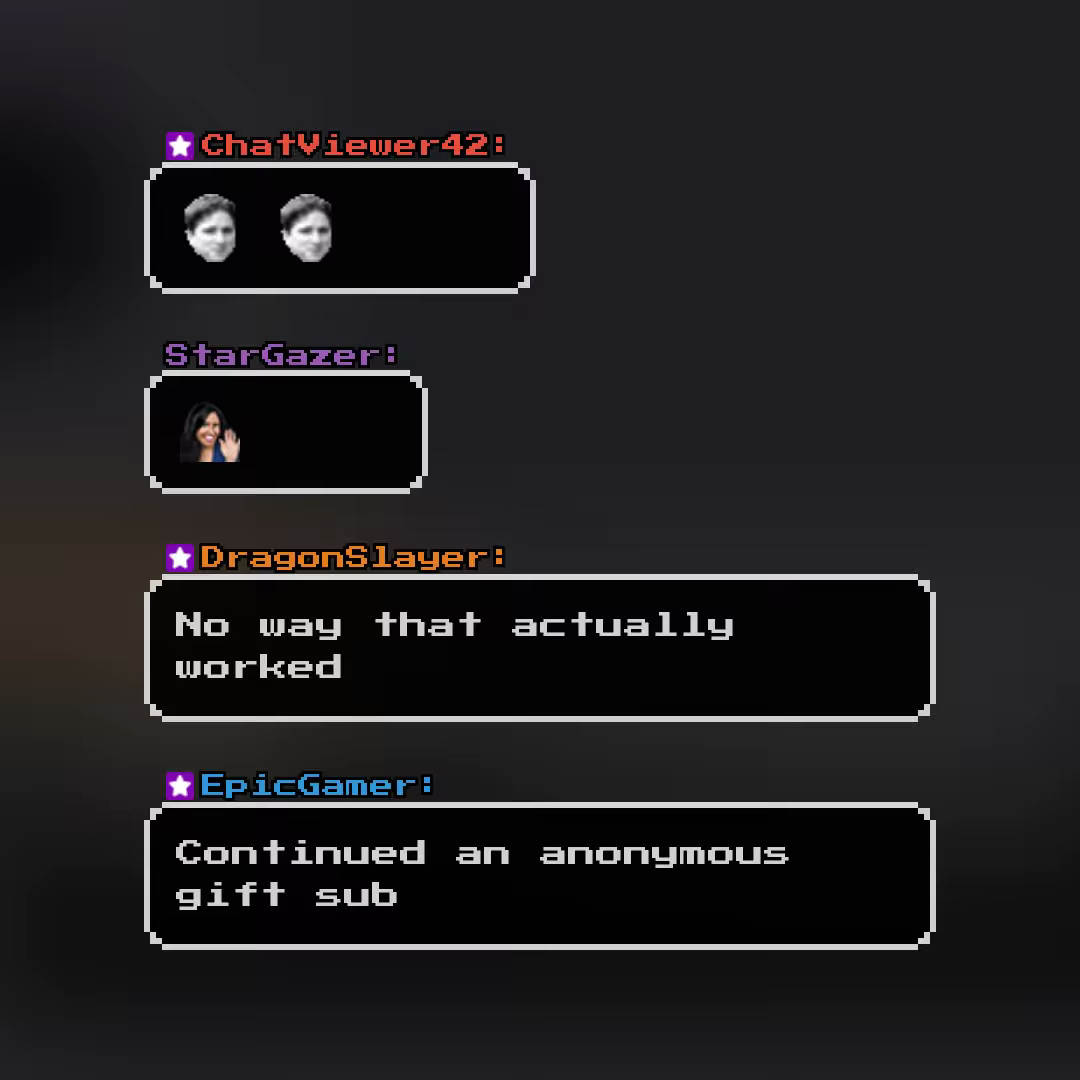 ChatViewer42:
StarGazer:
DragonSlayer:
No way that actually
worked
EpicGamer:
Continued an anonymous
gift sub